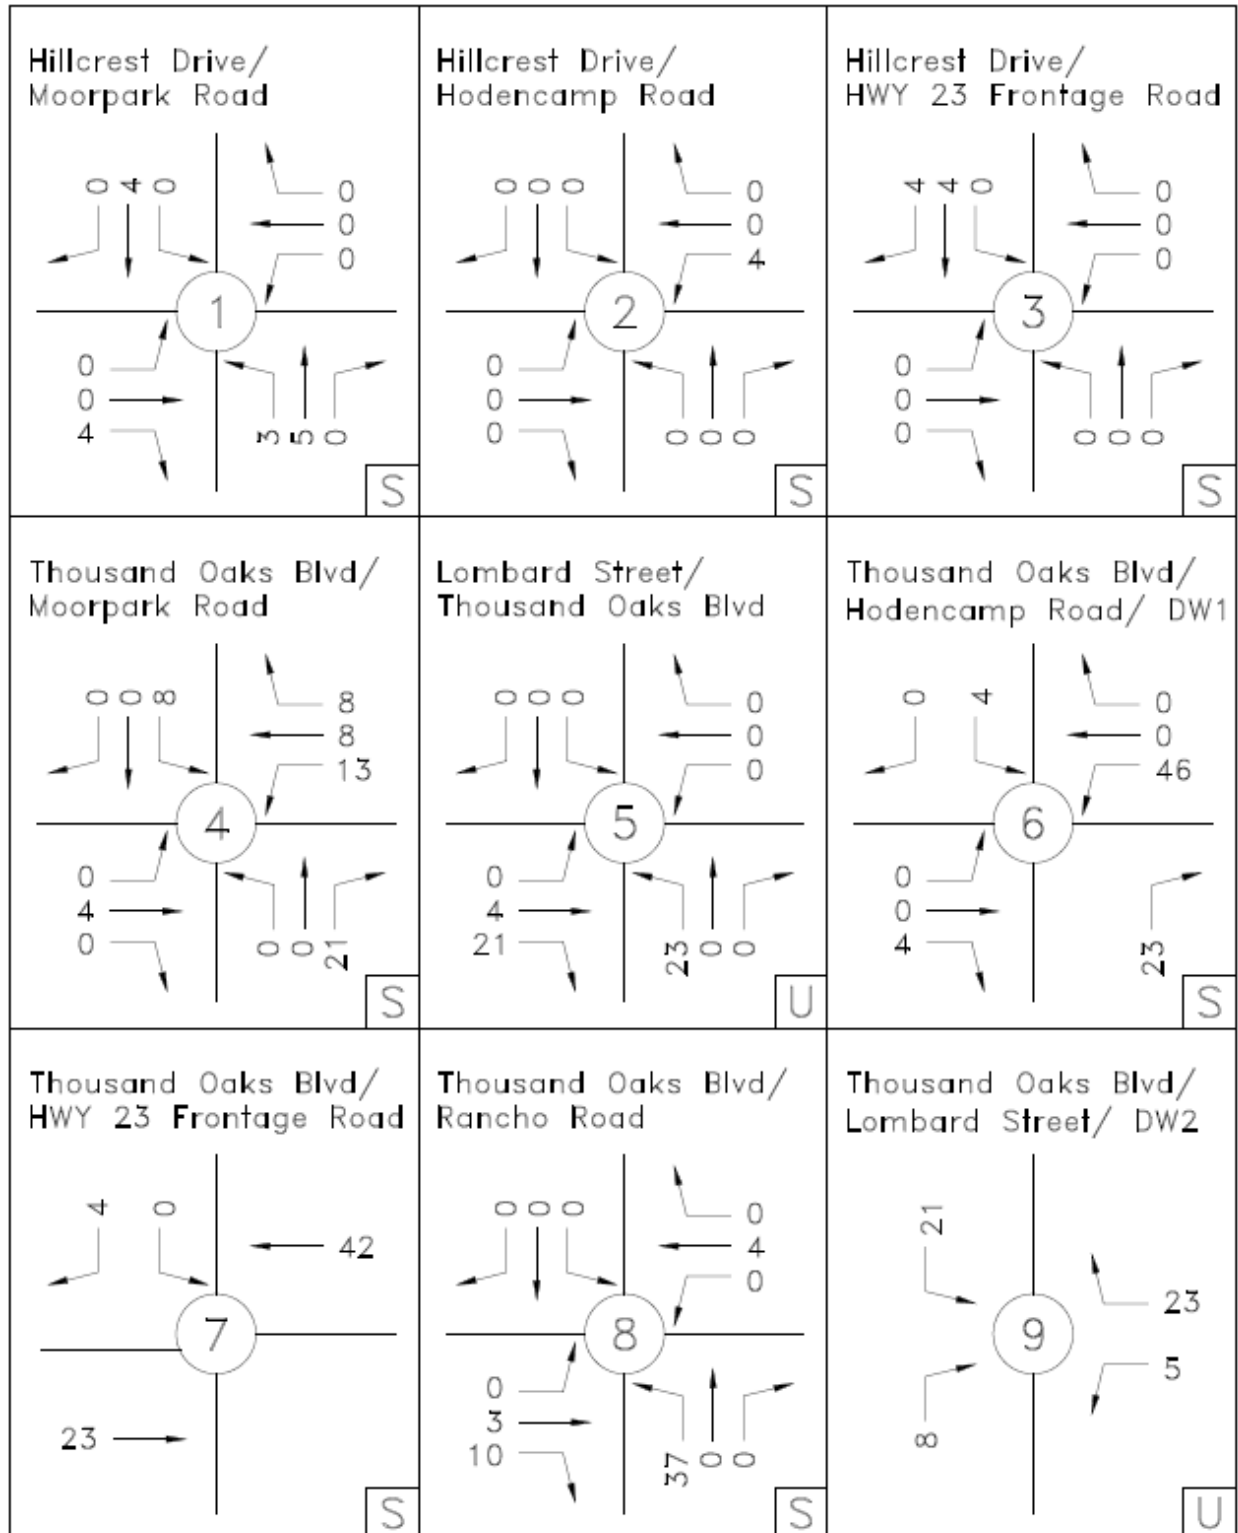 Hillcrest Drive/
Moorpark Road
0 4 0
0
0
0
1
0
0
4
3 5 0
S
Hillcrest Drive/
Hodencamp Road
0 0 0
0
0
4
2
0
0
0
0 0 0
S
Hillcrest Drive/
HWY 23 Frontage Road
4 4 0
0
0
0
3
0
0
0
0 0 0
S
Thousand Oaks Blvd/
Moorpark Road
0 0 8
8
8
13
4
0
4
0
0 0 21
S
Lombard Street/
Thousand Oaks Blvd
0 0 0
0
0
0
5
0
4
21
23 0 0
U
Thousand Oaks Blvd/
Hodencamp Road/ DW1
0 4
0
0
46
6
0
0
4
23
S
Thousand Oaks Blvd/
HWY 23 Frontage Road
4 0
42
7
23
S
Thousand Oaks Blvd/
Rancho Road
0 0 0
0
4
0
8
0
3
10
37 0 0
S
Thousand Oaks Blvd/
Lombard Street/ DW2
21
23
9
5
8
U